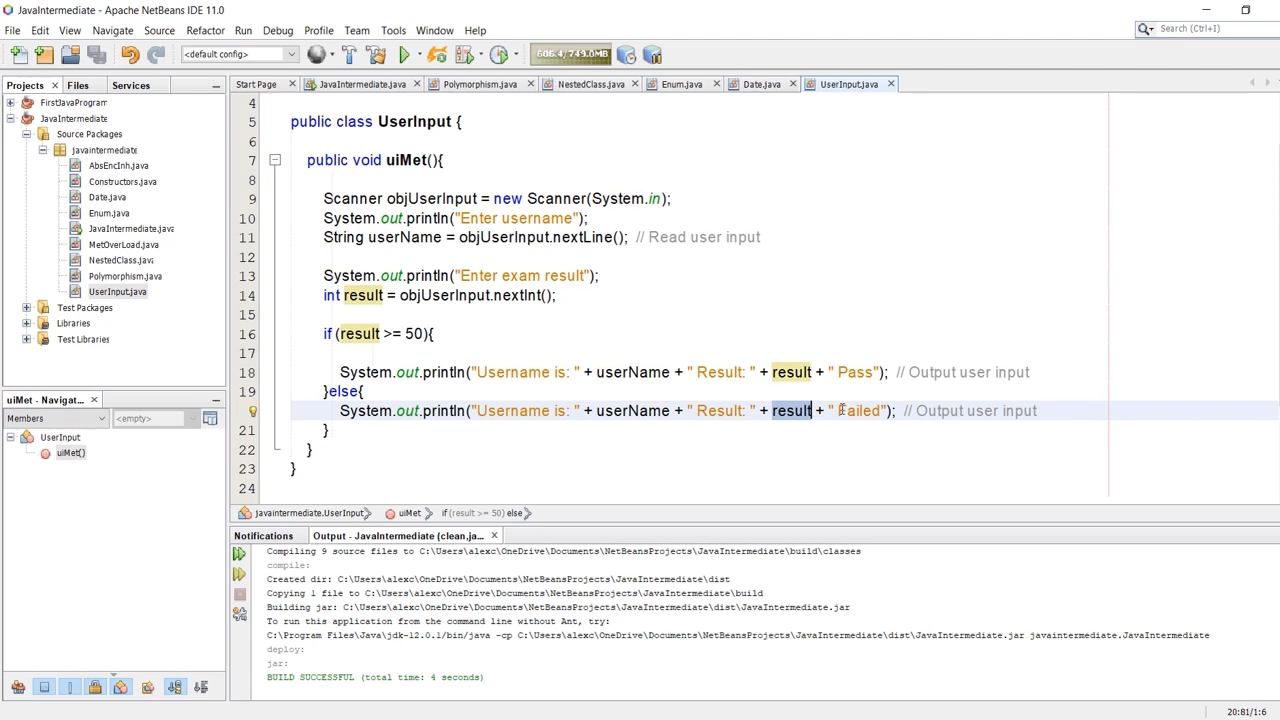 JavaIntermediate - Apache NetBeans IDE 11.0
File Edit View Navigate Source Refactor Run Debug Profile Team Tools Window Help
Search (Ctrl+I)
<default config>
606.4/749.0MB
Projects Files Services
Start Page JavaIntermediate.java Polymorphism.java NestedClass.java Enum.java Date.java UserInput.java
FirstJavaProgram
JavaIntermediate
Source Packages
javaintermediate
AbsEncInh.java
Constructors.java
Date.java
Enum.java
JavaIntermediate.java
MetOverLoad.java
NestedClass.java
Polymorphism.java
UserInput.java
Test Packages
Libraries
Test Libraries
uiMet - Navigat...
Members <empty>
UserInput
uiMet()
4
5 public class UserInput {
6
7 public void uiMet(){
8
9 Scanner objUserInput = new Scanner(System.in);
10 System.out.println("Enter username");
11 String userName = objUserInput.nextLine(); // Read user input
12
13 System.out.println("Enter exam result");
14 int result = objUserInput.nextInt();
15
16 if (result >= 50){
17
18 System.out.println("Username is: " + userName + " Result: " + result + " Pass"); // Output user input
19 }else{
20 System.out.println("Username is: " + userName + " Result: " + result + " Failed"); // Output user input
21 }
22 }
23 }
24
javaintermediate.UserInput uiMet if (result >= 50) else
Notifications Output - JavaIntermediate (clean,ja...
Compiling 9 source files to C:\Users\alexc\OneDrive\Documents\NetBeansProjects\JavaIntermediate\build\classes
compile:
Created dir: C:\Users\alexc\OneDrive\Documents\NetBeansProjects\JavaIntermediate\dist
Copying 1 file to C:\Users\alexc\OneDrive\Documents\NetBeansProjects\JavaIntermediate\build
Building jar: C:\Users\alexc\OneDrive\Documents\NetBeansProjects\JavaIntermediate\dist\JavaIntermediate.jar
To run this application from the command line without Ant, try:
C:\Program Files\Java\jdk-12.0.1/bin/java -cp C:\Users\alexc\OneDrive\Documents\NetBeansProjects\JavaIntermediate\dist\JavaIntermediate.jar javaintermediate.JavaIntermediate
deploy:
jar:
BUILD SUCCESSFUL (total time: 4 seconds)
20:81/1:6